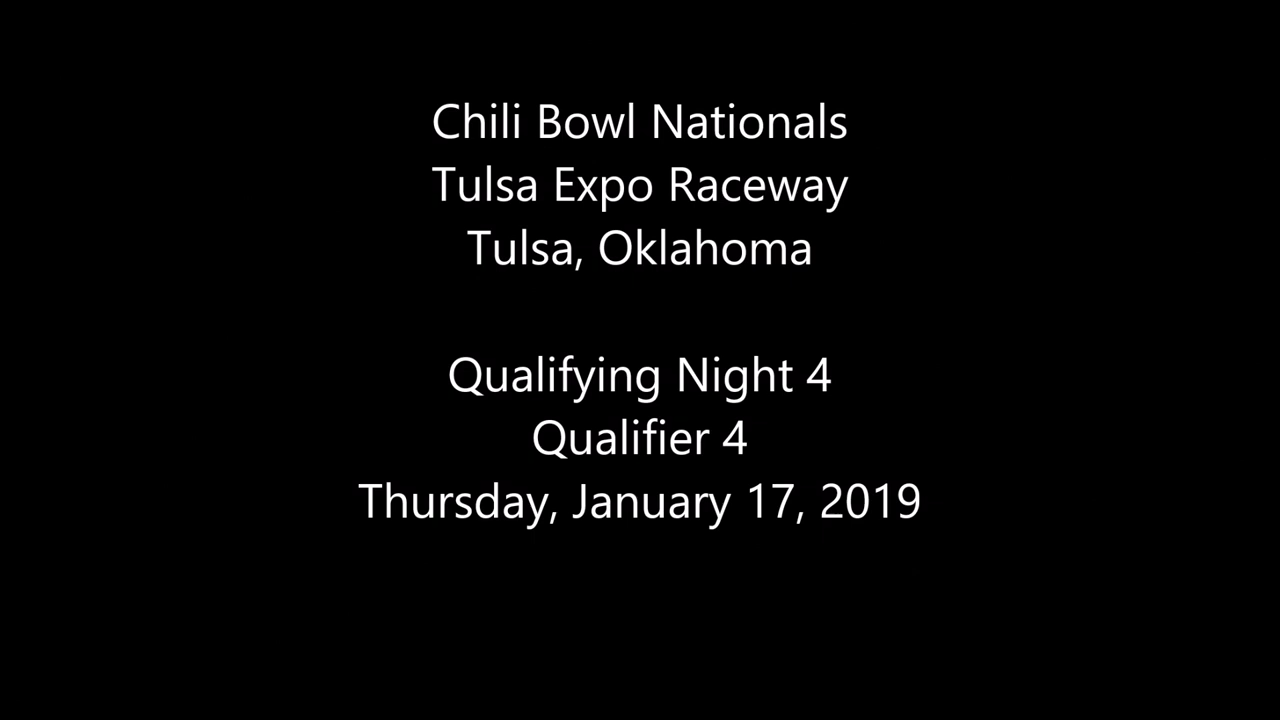 Chili Bowl Nationals
Tulsa Expo Raceway
Tulsa, Oklahoma
Qualifying Night 4
Qualifier 4
Thursday, January 17, 2019